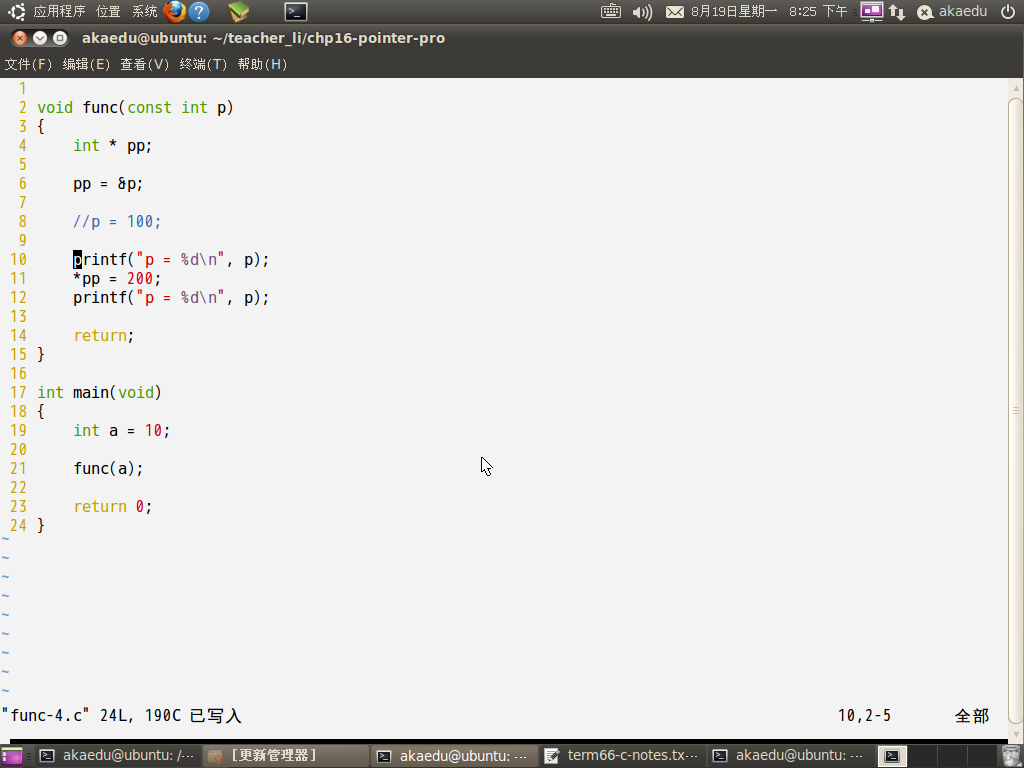 应用程序 位置 系统 8月19日星期一 8:25 下午 akaedu
akaedu@ubuntu: ~/teacher_li/chp16-pointer-pro
文件(F) 编辑(E) 查看(V) 终端(T) 帮助(H)
1
2 void func(const int p)
3 {
4     int * pp;
5
6     pp = &p;
7
8     //p = 100;
9
10     printf("p = %d\n", p);
11     *pp = 200;
12     printf("p = %d\n", p);
13
14     return;
15 }
16
17 int main(void)
18 {
19     int a = 10;
20
21     func(a);
22
23     return 0;
24 }
~
~
~
~
~
~
~
~
~
"func-4.c" 24L, 190C 已写入 10,2-5 全部
akaedu@ubuntu: /··· [更新管理器] akaedu@ubuntu: ··· term66-c-notes.tx··· akaedu@ubuntu: ···